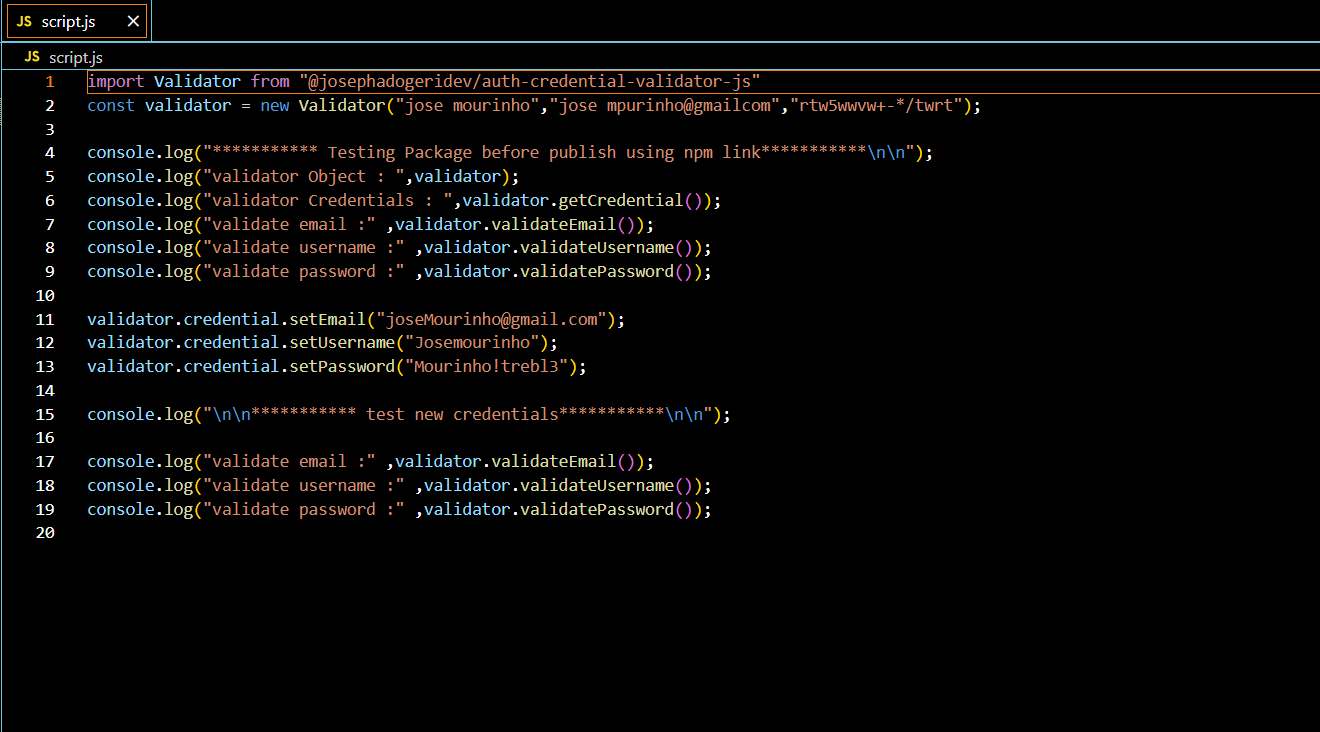 JS script.js ×
JS script.js
1 import Validator from "@josephadogeridev/auth-credential-validator-js"
2 const validator = new Validator("jose mourinho","jose mpurinho@gmailcom","rtw5wwvw+-*/twrt");
3
4 console.log("*********** Testing Package before publish using npm link***********\n\n");
5 console.log("validator Object : ",validator);
6 console.log("validator Credentials : ",validator.getCredential());
7 console.log("validate email :" ,validator.validateEmail());
8 console.log("validate username :" ,validator.validateUsername());
9 console.log("validate password :" ,validator.validatePassword());
10
11 validator.credential.setEmail("joseMourinho@gmail.com");
12 validator.credential.setUsername("Josemourinho");
13 validator.credential.setPassword("Mourinho!trebl3");
14
15 console.log("\n\n*********** test new credentials***********\n\n");
16
17 console.log("validate email :" ,validator.validateEmail());
18 console.log("validate username :" ,validator.validateUsername());
19 console.log("validate password :" ,validator.validatePassword());
20